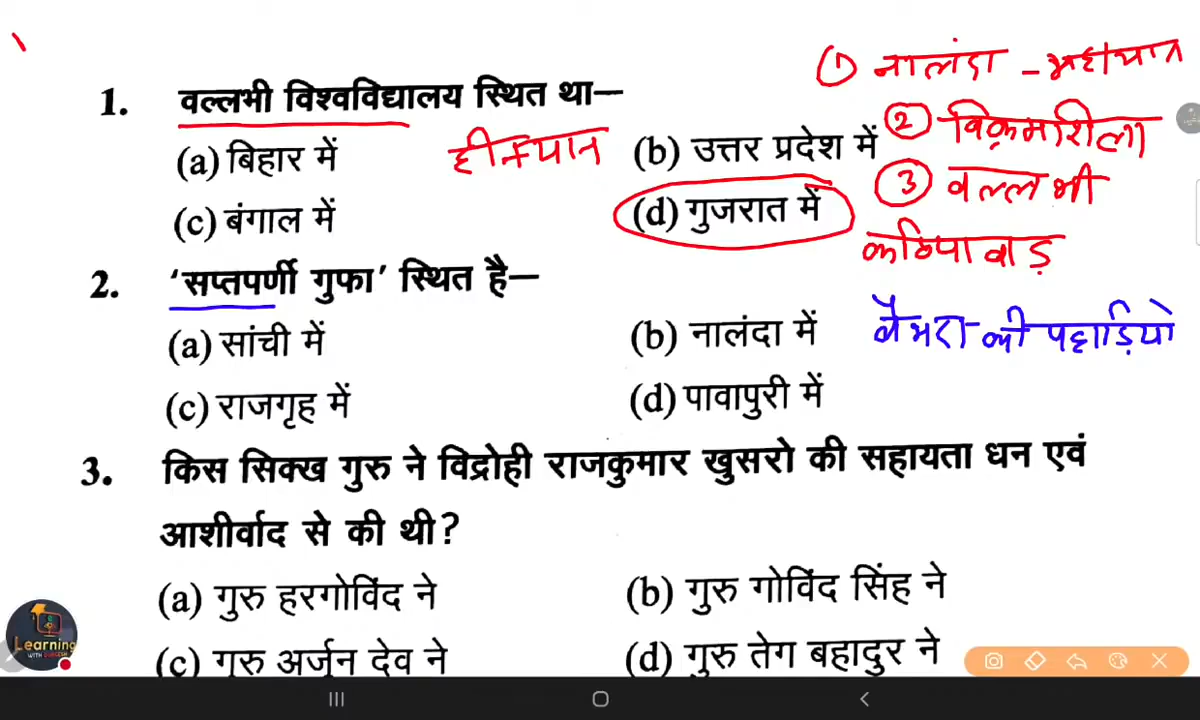 ① नालंदा - महायान
1. वल्लभी विश्वविद्यालय स्थित था—
② विक्रमशिला
(a) बिहार में
हीनयान
(b) उत्तर प्रदेश में
③ वल्लभी
(c) बंगाल में
(d) गुजरात में
काठियावाड़
2. ‘सप्तपर्णी गुफा’ स्थित है—
(a) सांची में
(b) नालंदा में
वैभरा की पहाड़ियो
(c) राजगृह में
(d) पावापुरी में
3. किस सिक्ख गुरु ने विद्रोही राजकुमार खुसरो की सहायता धन एवं
आशीर्वाद से की थी?
(a) गुरु हरगोविंद ने
(b) गुरु गोविंद सिंह ने
(c) गुरु अर्जुन देव ने
(d) गुरु तेग बहादुर ने
Learning